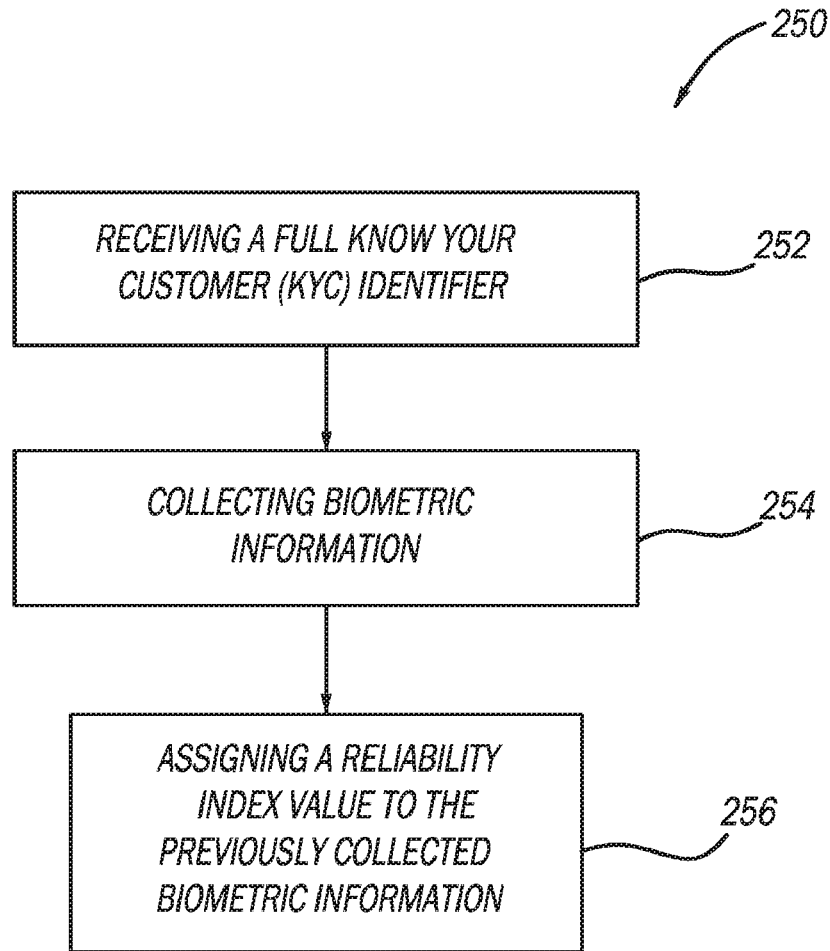 250
RECEIVING A FULL KNOW YOUR
CUSTOMER (KYC) IDENTIFIER
252
COLLECTING BIOMETRIC
INFORMATION
254
ASSIGNING A RELIABILITY
INDEX VALUE TO THE
PREVIOUSLY COLLECTED
BIOMETRIC INFORMATION
256